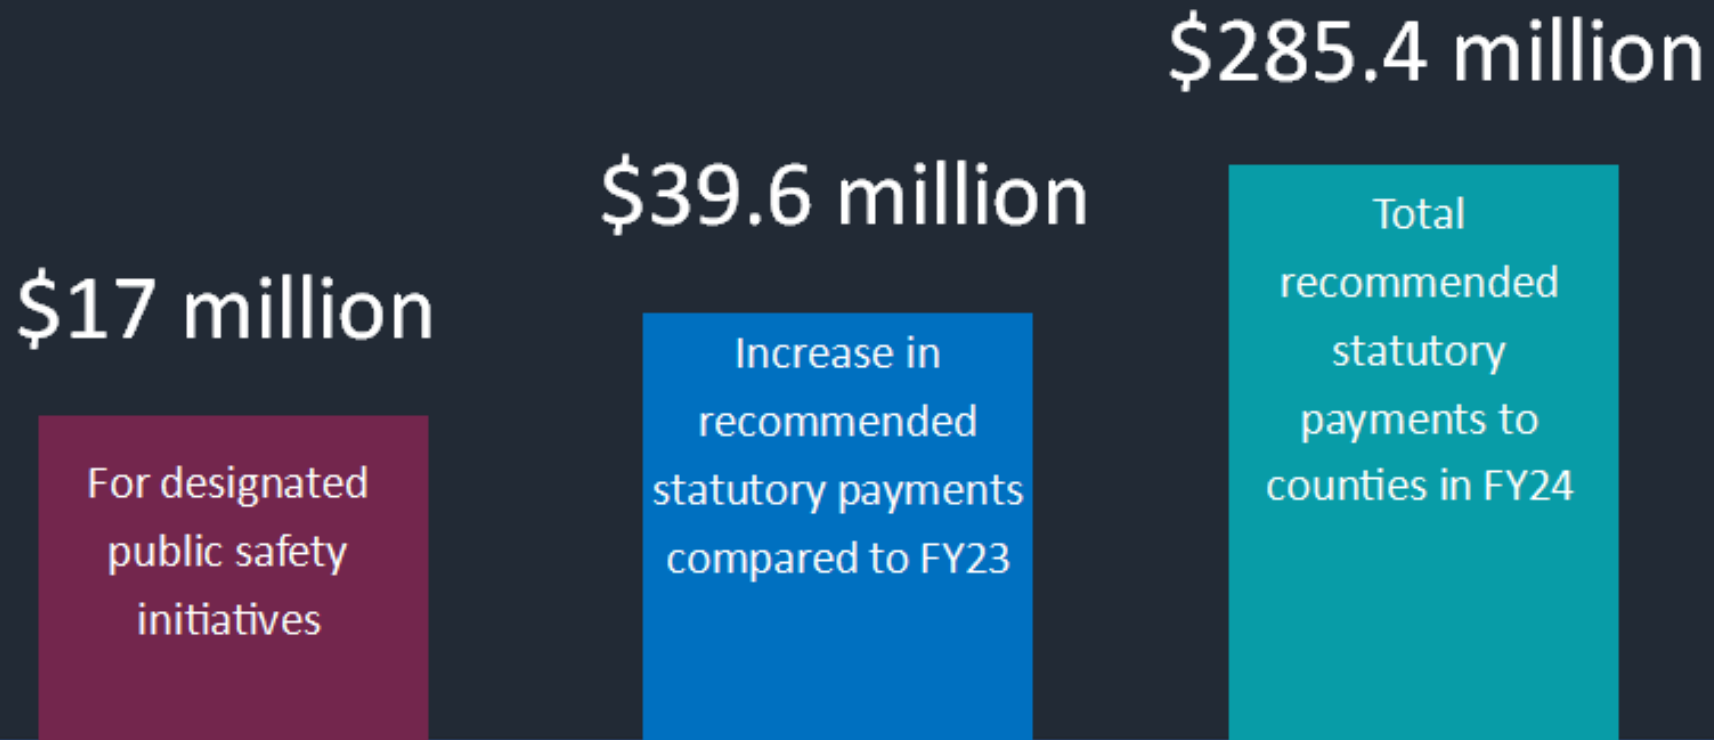 $17 million
For designated
public safety
initiatives
$39.6 million
Increase in
recommended
statutory payments
compared to FY23
$285.4 million
Total
recommended
statutory
payments to
counties in FY24